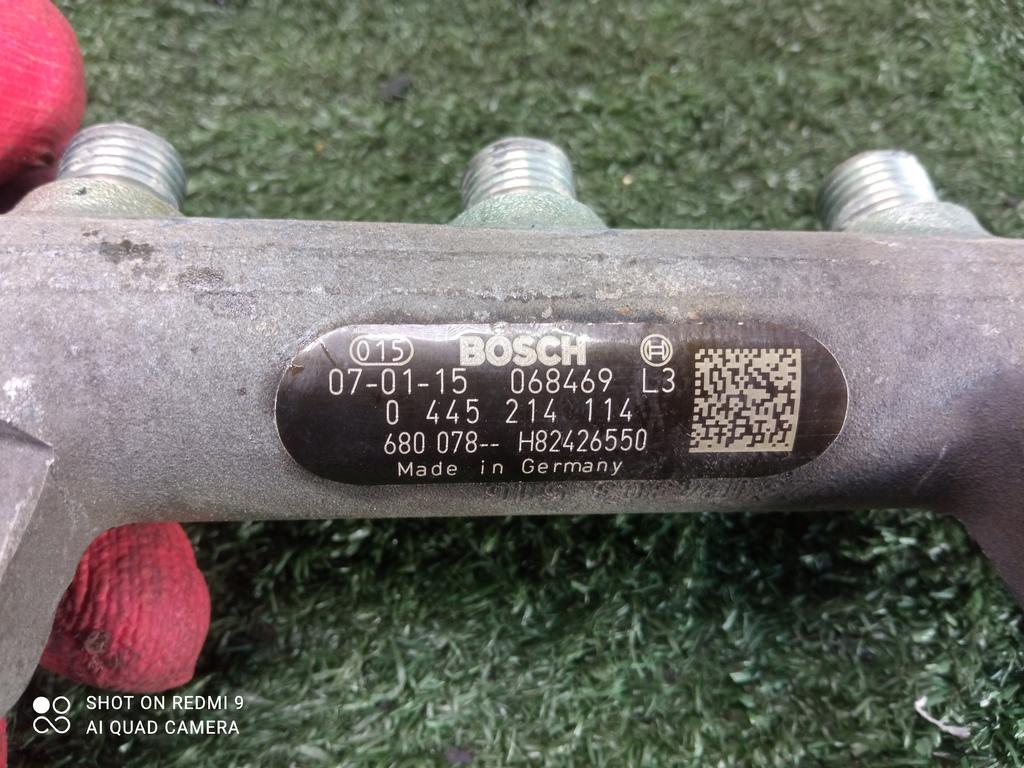 015 BOSCH
07-01-15 068469 L3
0 445 214 114
680 078-- H82426550
Made in Germany
SHOT ON REDMI 9
AI QUAD CAMERA